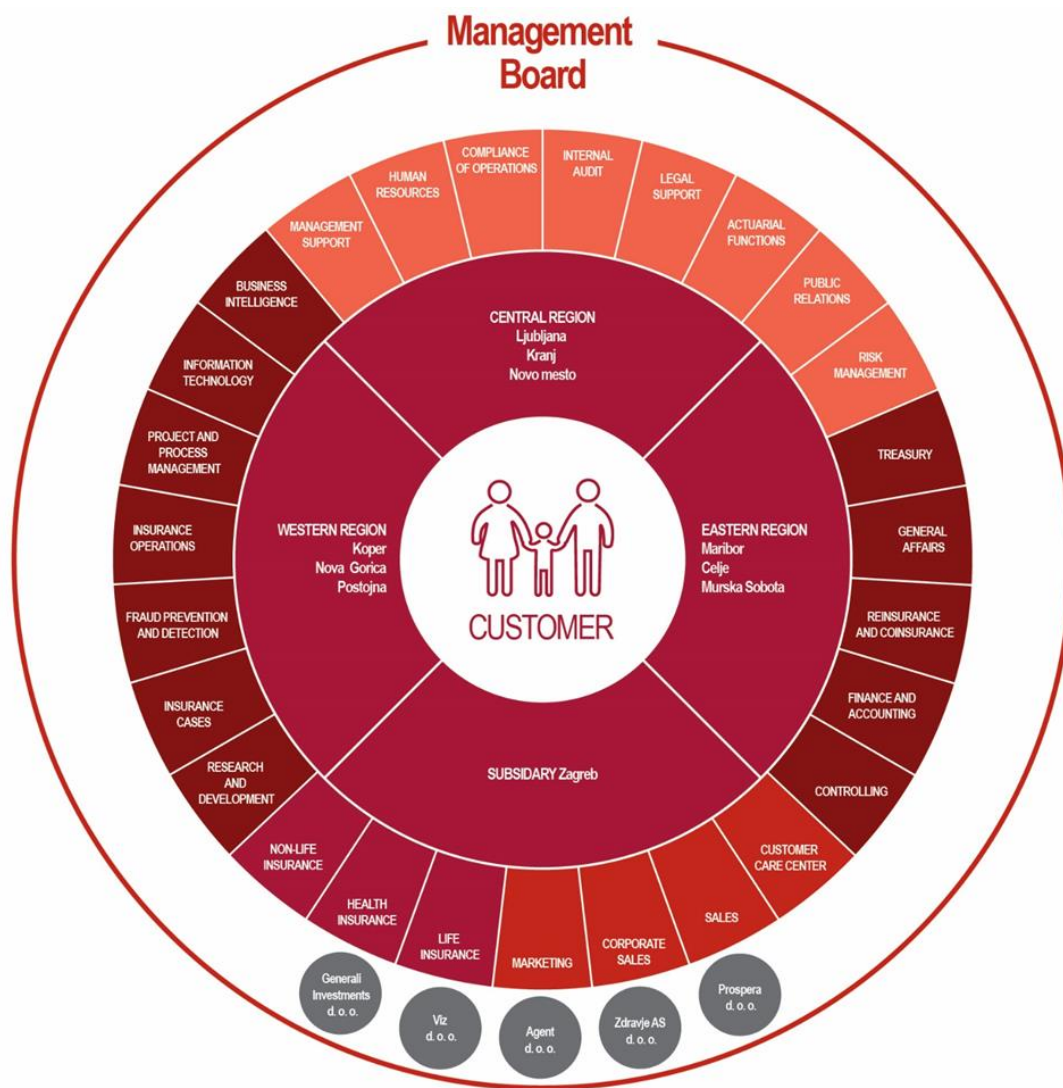 Management
Board
COMPLIANCE
OF OPERATIONS
INTERNAL
AUDIT
HUMAN
RESOURCES
LEGAL
SUPPORT
MANAGEMENT
SUPPORT
ACTUARIAL
FUNCTIONS
BUSINESS
INTELLIGENCE
PUBLIC
RELATIONS
INFORMATION
TECHNOLOGY
RISK
MANAGEMENT
CENTRAL REGION
Ljubljana
Kranj
Novo mesto
PROJECT AND
PROCESS
MANAGEMENT
TREASURY
INSURANCE
OPERATIONS
WESTERN REGION
Koper
Nova Gorica
Postojna
CUSTOMER
EASTERN REGION
Maribor
Celje
Murska Sobota
GENERAL
AFFAIRS
FRAUD PREVENTION
AND DETECTION
REINSURANCE
AND COINSURANCE
INSURANCE
CASES
FINANCE AND
ACCOUNTING
RESEARCH
AND
DEVELOPMENT
SUBSIDARY Zagreb
CONTROLLING
NON-LIFE
INSURANCE
HEALTH
INSURANCE
LIFE
INSURANCE
MARKETING
CORPORATE
SALES
SALES
CUSTOMER
CARE CENTER
Generali
Investments
d. o. o.
Viz
d. o. o.
Agent
d. o. o.
Zdravje AS
d. o. o.
Prospera
d. o. o.